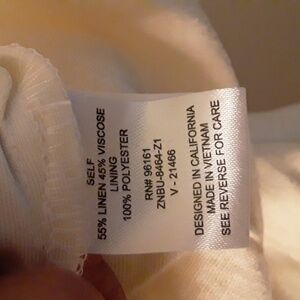 SELF
55% LINEN 45% VISCOSE
LINING
100% POLYESTER
RN# 96161
ZNBU-8464-Z1
V - 21466
DESIGNED IN CALIFORNIA
MADE IN VIETNAM
SEE REVERSE FOR CARE